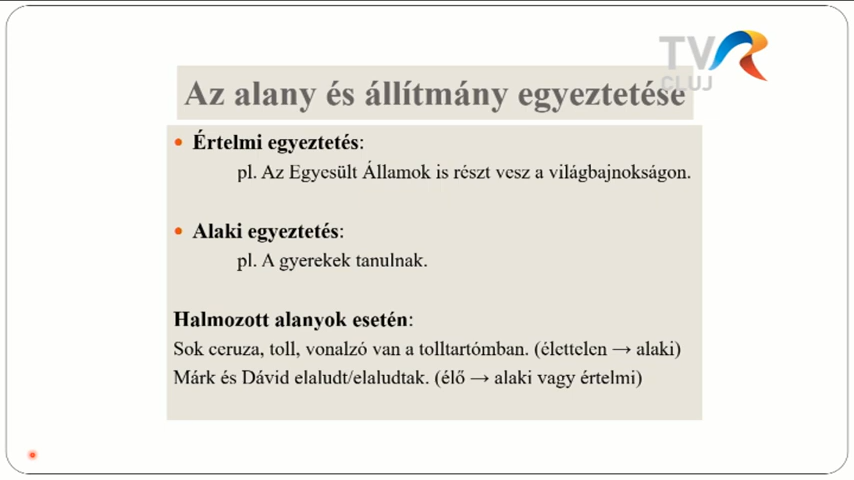 TVR
CLUJ
Az alany és állítmány egyeztetése
• Értelmi egyeztetés:
pl. Az Egyesült Államok is részt vesz a világbajnokságon.
• Alaki egyeztetés:
pl. A gyerekek tanulnak.
Halmozott alanyok esetén:
Sok ceruza, toll, vonalzó van a tolltartómban. (élettelen → alaki)
Márk és Dávid elaludt/elaludtak. (élő → alaki vagy értelmi)